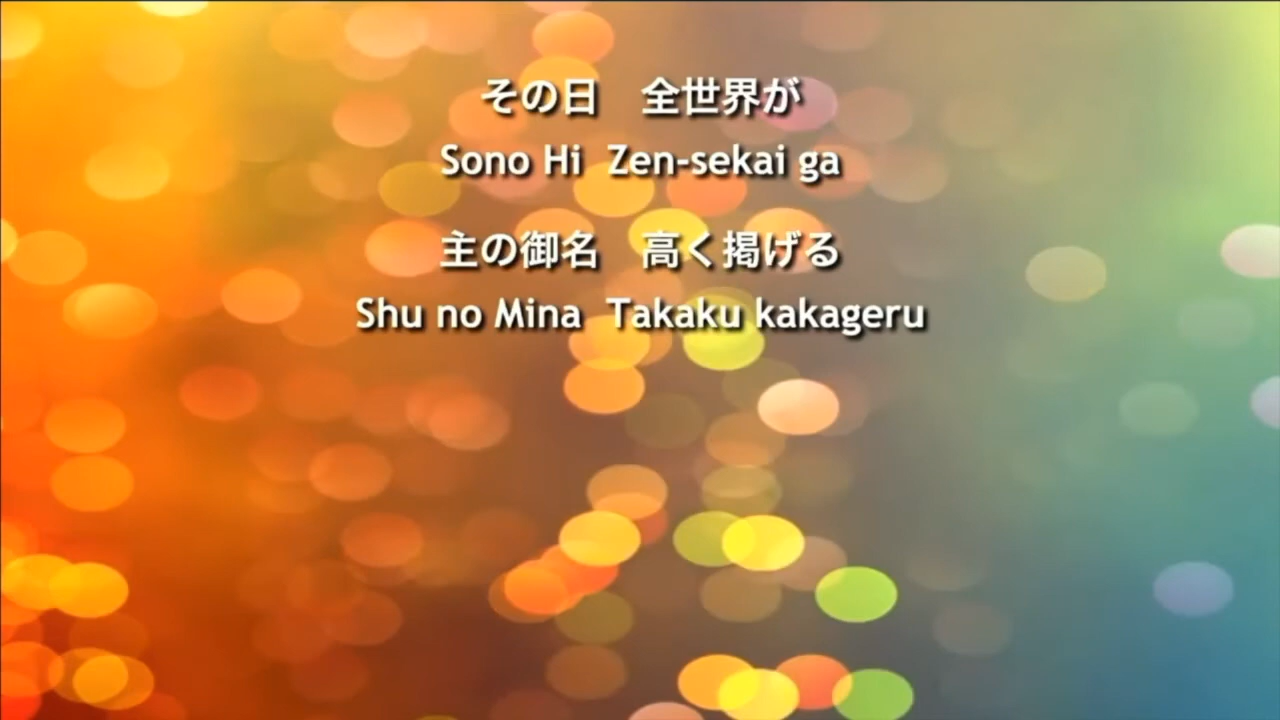 その日　全世界が
Sono Hi  Zen-sekai ga
主の御名　高く掲げる
Shu no Mina  Takaku kakageru